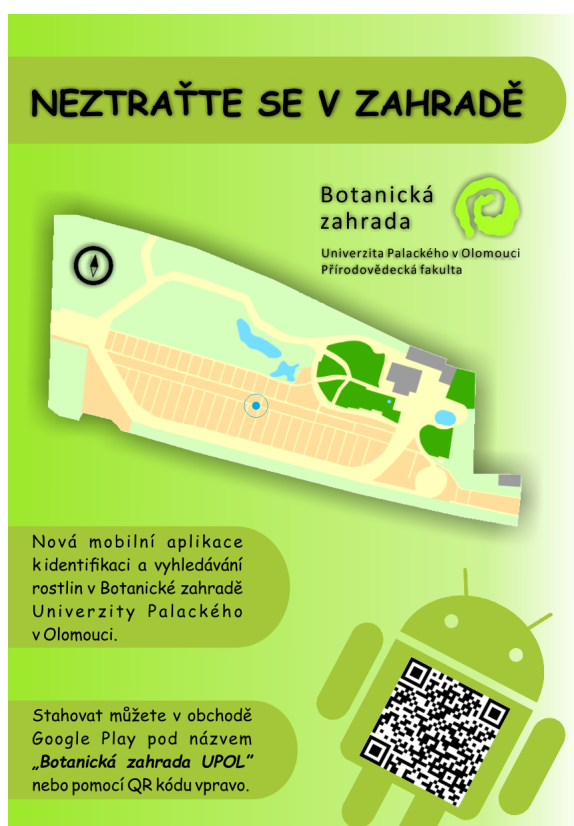 NEZTRAŤTE SE V ZAHRADĚ
Botanická
zahrada
Univerzita Palackého v Olomouci
Přírodovědecká fakulta
Nová mobilní aplikace
k identifikaci a vyhledávání
rostlin v Botanické zahradě
Univerzity Palackého
v Olomouci.
Stahovat můžete v obchodě
Google Play pod názvem
„Botanická zahrada UPOL”
nebo pomocí QR kódu vpravo.